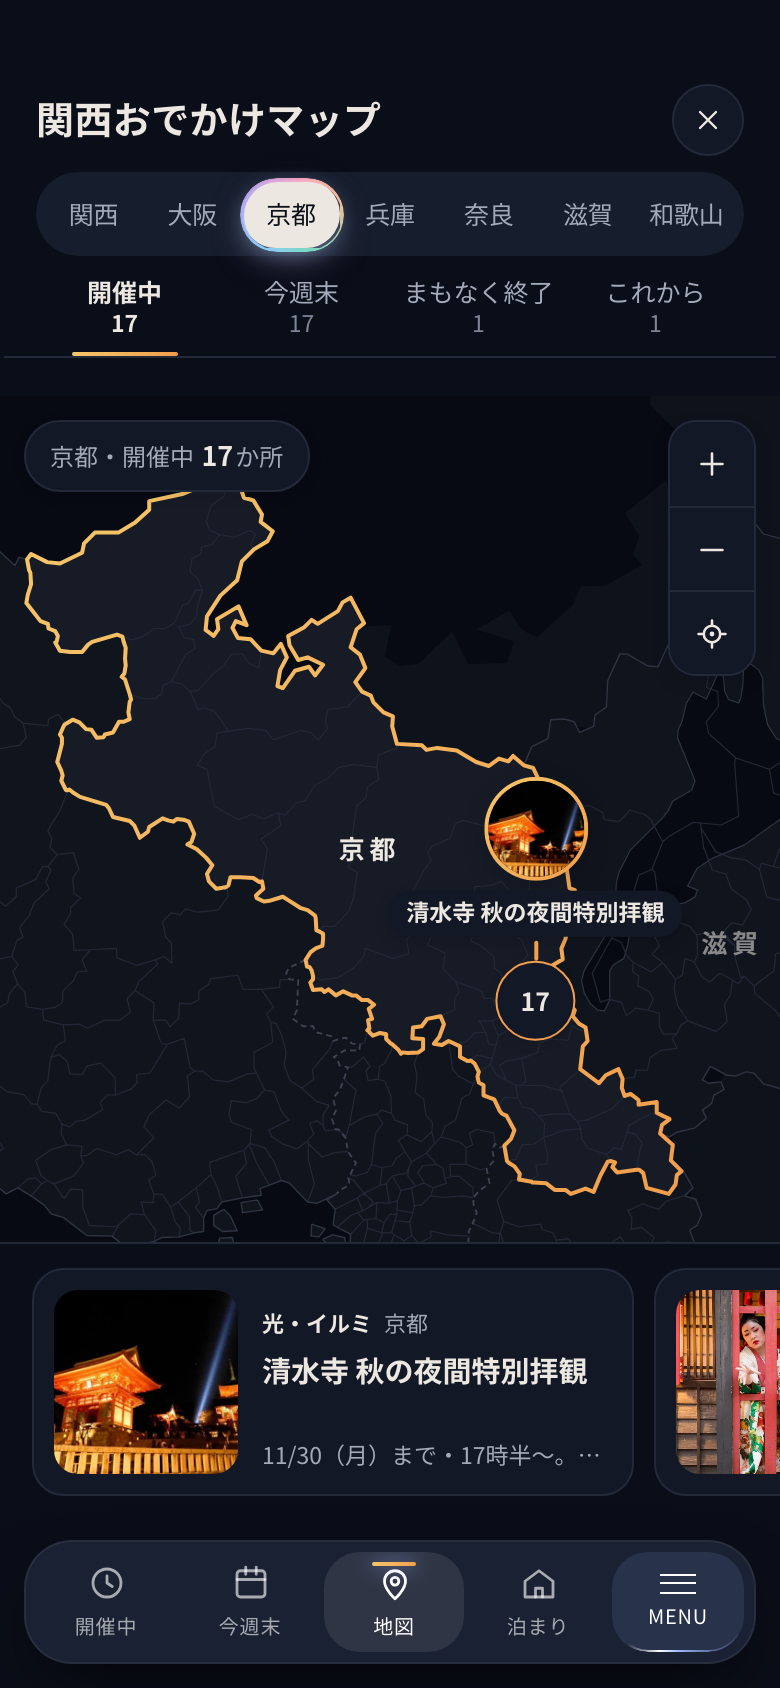 関西おでかけマップ
関西 大阪 京都 兵庫 奈良 滋賀 和歌山
開催中 今週末 まもなく終了 これから
17 17 1 1
京都・開催中 17か所
京都
清水寺 秋の夜間特別拝観
滋賀
17
光・イルミ 京都
清水寺 秋の夜間特別拝観
11/30（月）まで・17時半〜。…
開催中 今週末 地図 泊まり MENU